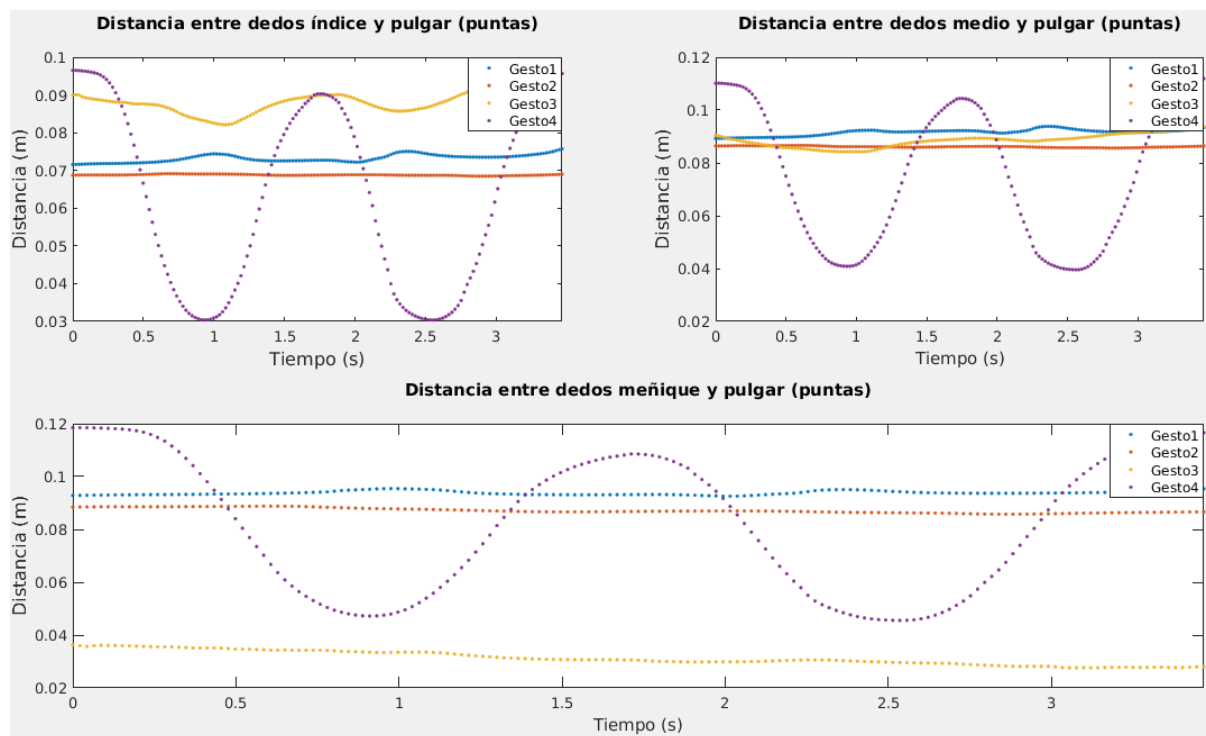 Distancia entre dedos índice y pulgar (puntas)
0.1
0.09
0.08
0.07
0.06
0.05
0.04
0.03
Distancia (m)
0
0.5
1
1.5
2
2.5
3
Tiempo (s)
Gesto1
Gesto2
Gesto3
Gesto4
Distancia entre dedos medio y pulgar (puntas)
0.12
0.1
0.08
0.06
0.04
0.02
Distancia (m)
0
0.5
1
1.5
2
2.5
3
Tiempo (s)
Gesto1
Gesto2
Gesto3
Gesto4
Distancia entre dedos meñique y pulgar (puntas)
0.12
0.1
0.08
0.06
0.04
0.02
Distancia (m)
0
0.5
1
1.5
2
2.5
3
Tiempo (s)
Gesto1
Gesto2
Gesto3
Gesto4